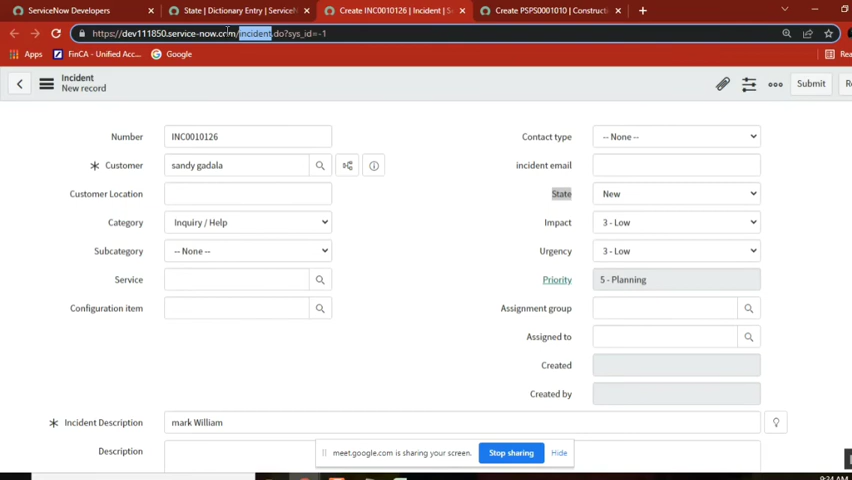 ServiceNow Developers
State | Dictionary Entry | ServiceN
Create INC0010126 | Incident | S
Create PSPS0001010 | Constructi
https://dev111850.service-now.com/incident.do?sys_id=-1
Apps
FinCA - Unified Acc...
Google
Read
Incident
New record
Submit
Number
INC0010126
Contact type
-- None --
Customer
sandy gadala
incident email
Customer Location
State
New
Category
Inquiry / Help
Impact
3 - Low
Subcategory
-- None --
Urgency
3 - Low
Service
Priority
5 - Planning
Configuration item
Assignment group
Assigned to
Created
Created by
Incident Description
mark William
Description
meet.google.com is sharing your screen.
Stop sharing
Hide